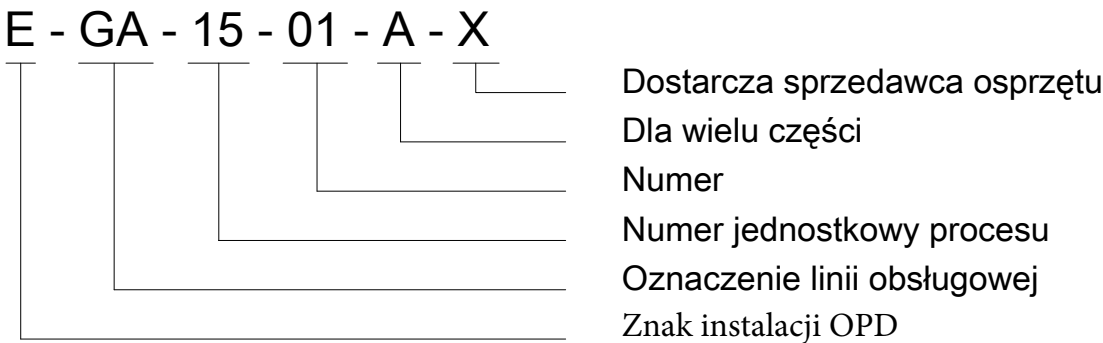 E - GA - 15 - 01 - A - X
Dostarcza sprzedawca osprzętu
Dla wielu części
Numer
Numer jednostkowy procesu
Oznaczenie linii obsługowej
Znak instalacji OPD